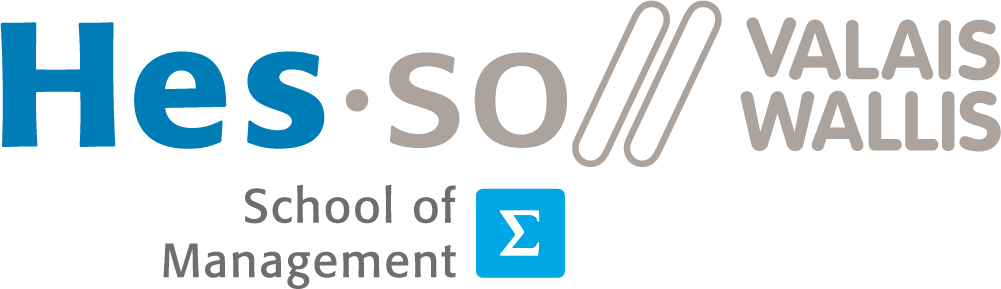 Hes·so VALAIS
WALLIS
School of
Management Σ